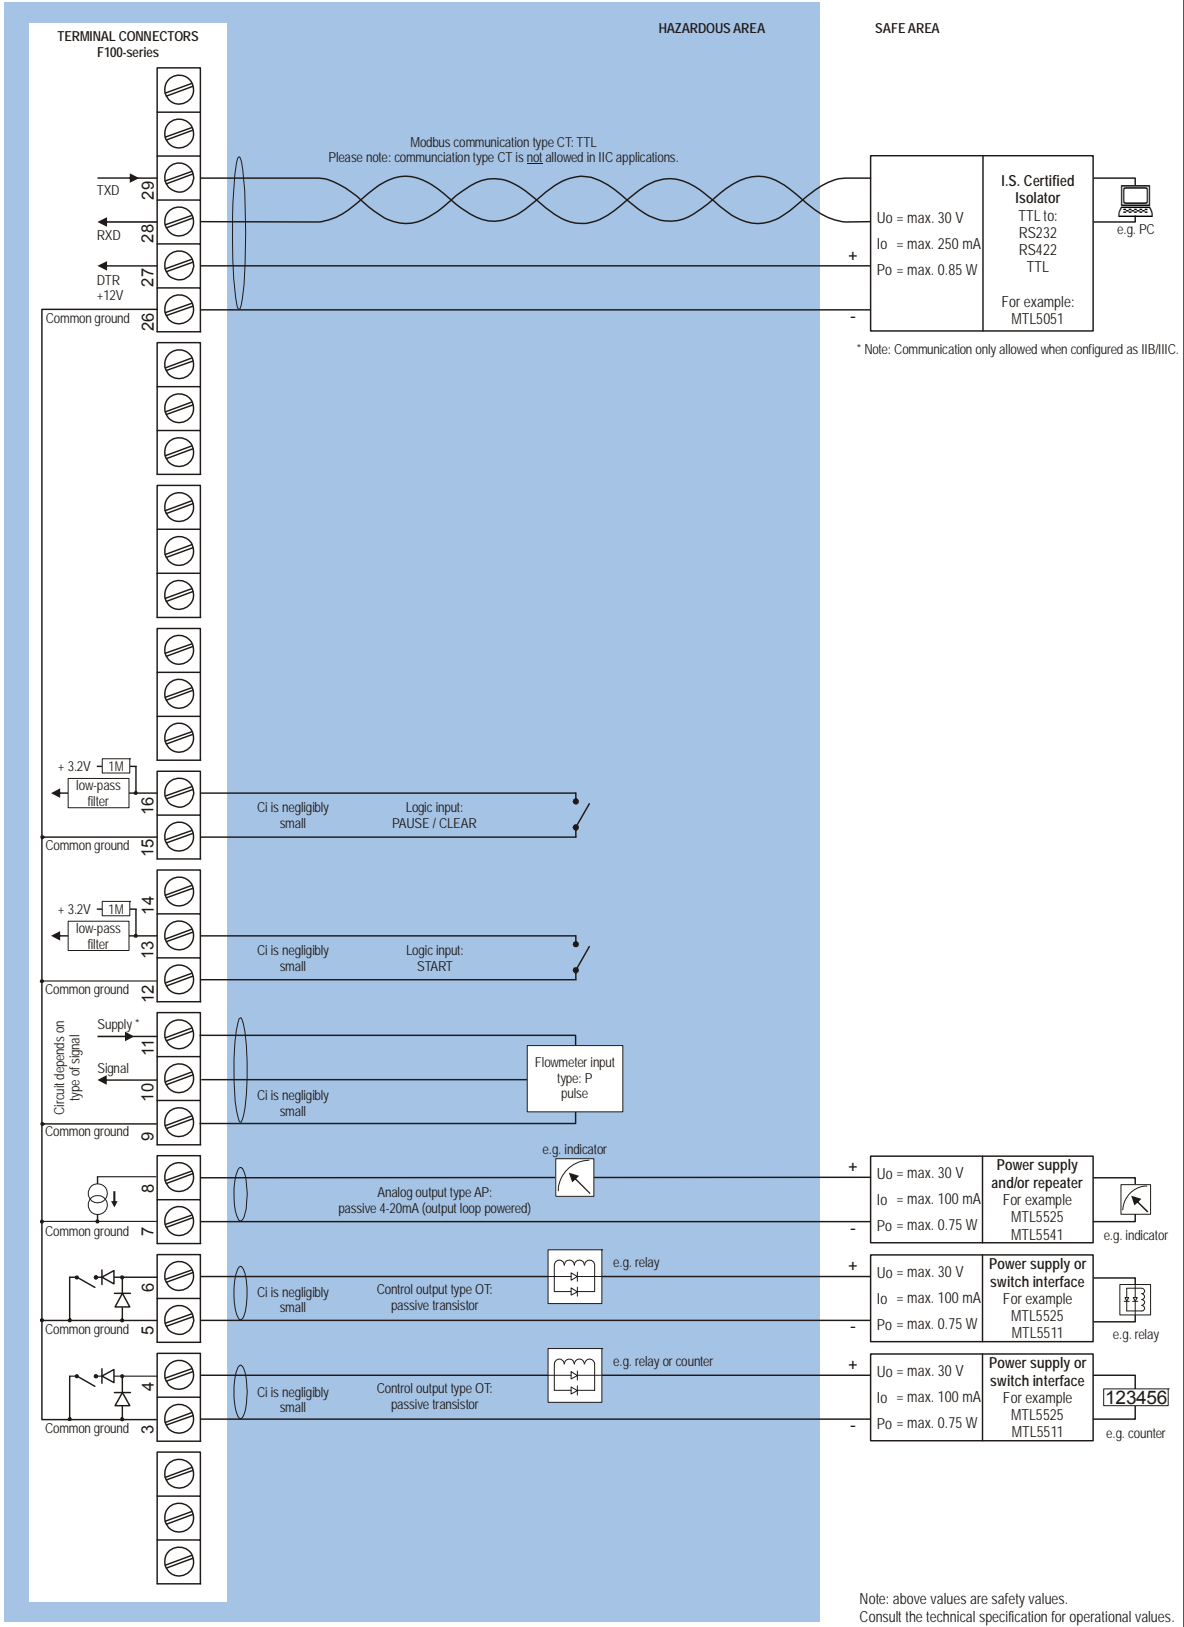 TERMINAL CONNECTORS
F100-series
HAZARDOUS AREA
SAFE AREA
Modbus communication type CT: TTL
Please note: communciation type CT is not allowed in IIC applications.
TXD
29
RXD
28
DTR
+12V
27
Common ground
26
+
-
Uo = max. 30 V
Io = max. 250 mA
Po = max. 0.85 W
I.S. Certified
Isolator
TTL to:
RS232
RS422
TTL
For example:
MTL5051
e.g. PC
* Note: Communication only allowed when configured as IIB/IIIC.
+ 3.2V
1M
low-pass
filter
16
Common ground
15
Ci is negligibly
small
Logic input:
PAUSE / CLEAR
14
+ 3.2V
1M
low-pass
filter
13
Common ground
12
Ci is negligibly
small
Logic input:
START
Circuit depends on
type of signal
Supply *
11
Signal
10
Common ground
9
Ci is negligibly
small
Flowmeter input
type: P
pulse
8
Common ground
7
Analog output type AP:
passive 4-20mA (output loop powered)
e.g. indicator
+
-
Uo = max. 30 V
Io = max. 100 mA
Po = max. 0.75 W
Power supply
and/or repeater
For example
MTL5525
MTL5541
e.g. indicator
6
Common ground
5
Ci is negligibly
small
Control output type OT:
passive transistor
e.g. relay
+
-
Uo = max. 30 V
Io = max. 100 mA
Po = max. 0.75 W
Power supply or
switch interface
For example
MTL5525
MTL5511
e.g. relay
4
Common ground
3
Ci is negligibly
small
Control output type OT:
passive transistor
e.g. relay or counter
+
-
Uo = max. 30 V
Io = max. 100 mA
Po = max. 0.75 W
Power supply or
switch interface
For example
MTL5525
MTL5511
123456
e.g. counter
Note: above values are safety values.
Consult the technical specification for operational values.